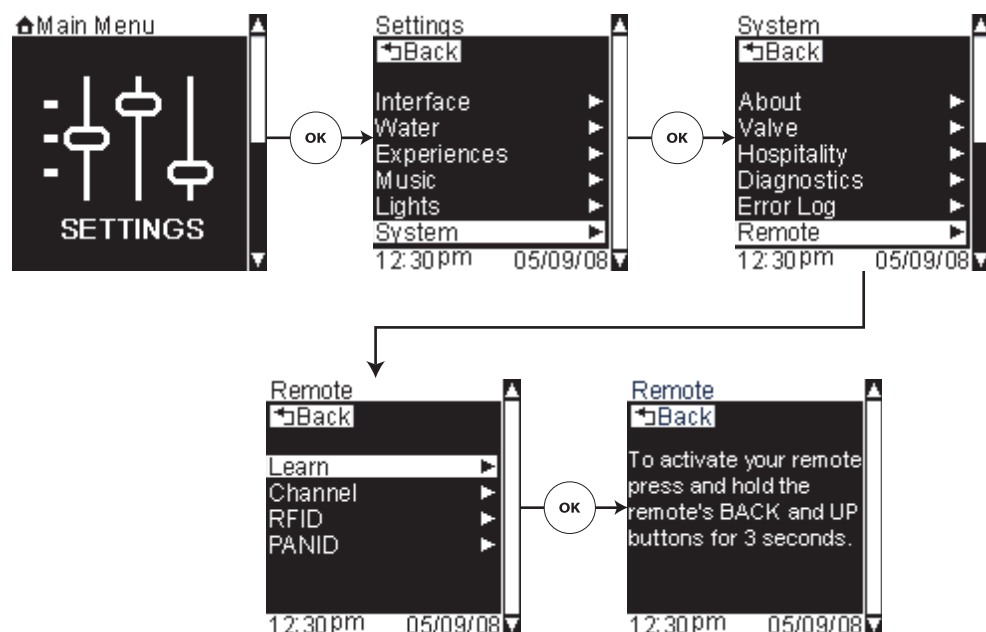 Main Menu
SETTINGS
OK
Settings
Back
Interface
Water
Experiences
Music
Lights
System
12:30pm 05/09/08
OK
System
Back
About
Valve
Hospitality
Diagnostics
Error Log
Remote
12:30pm 05/09/08
Remote
Back
Learn
Channel
RFID
PANID
12:30pm 05/09/08
OK
Remote
Back
To activate your remote
press and hold the
remote's BACK and UP
buttons for 3 seconds.
12:30pm 05/09/08